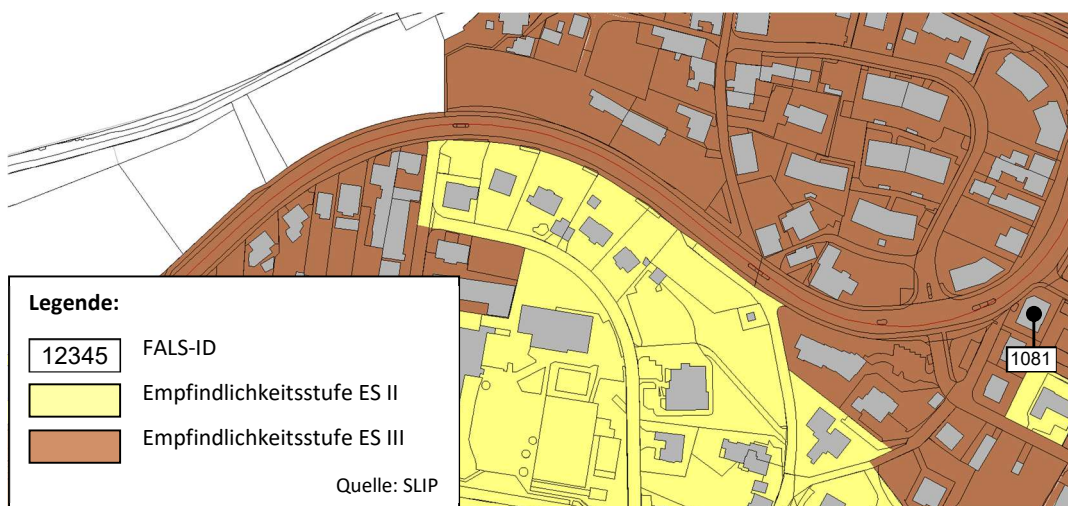 Legende:
12345 FALS-ID
Empfindlichkeitsstufe ES II
Empfindlichkeitsstufe ES III
Quelle: SLIP
1081